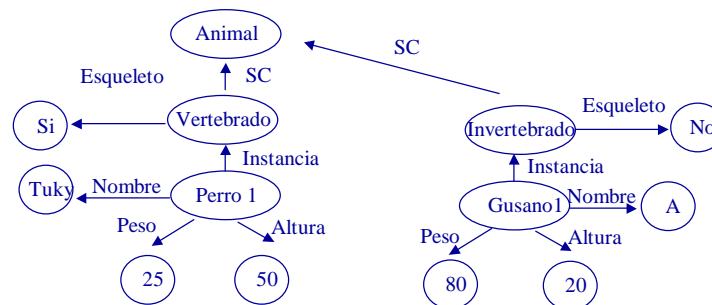 Animal
SC
SC
Esqueleto
Esqueleto
Si
Vertebrado
Invertebrado
No
Instancia
Instancia
Tuky
Nombre
Perro 1
Gusano1
Nombre
A
Peso
Altura
Peso
Altura
25
50
80
20